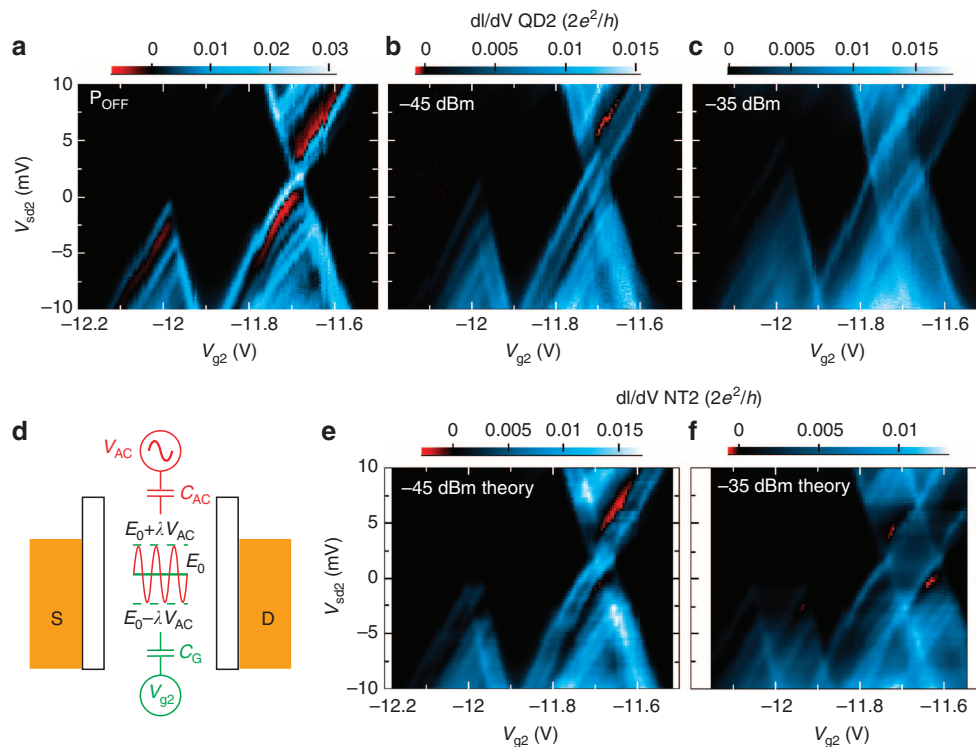 dI/dV QD2 (2e²/h)
a
0 0.01 0.02 0.03
b
0 0.005 0.01 0.015
c
0 0.005 0.01 0.015
P_OFF
–45 dBm
–35 dBm
10
5
0
–5
–10
V_sd2 (mV)
–12.2 –12 –11.8 –11.6
–12 –11.8 –11.6
–12 –11.8 –11.6
V_g2 (V)
V_g2 (V)
V_g2 (V)
dI/dV NT2 (2e²/h)
d
V_AC
C_AC
E₀+λV_AC
E₀
E₀–λV_AC
S
D
C_G
V_g2
e
0 0.005 0.01 0.015
f
0 0.005 0.01
–45 dBm theory
–35 dBm theory
10
5
0
–5
–10
V_sd2 (mV)
–12.2 –12 –11.8 –11.6
–12 –11.8 –11.6
V_g2 (V)
V_g2 (V)